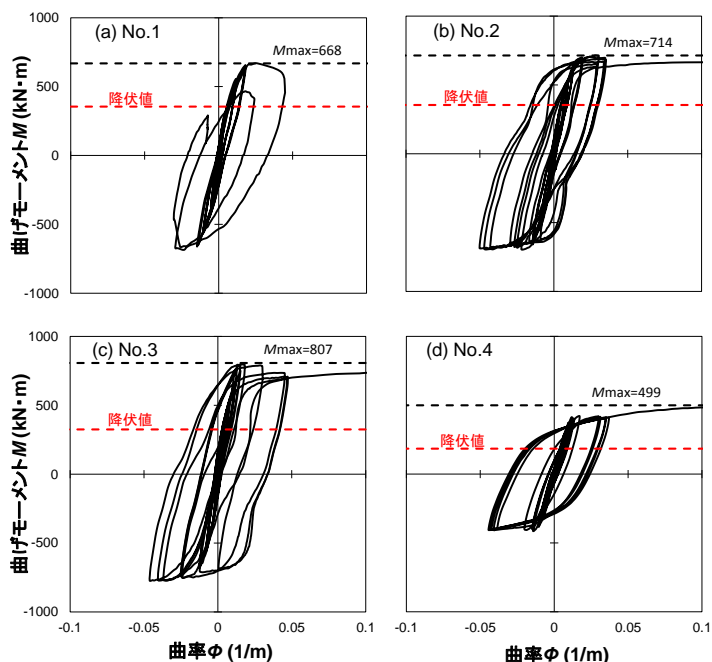 1000
500
0
-500
-1000
曲げモーメントM (kN・m)
(a) No.1
Mmax=668
降伏値
(b) No.2
Mmax=714
降伏値
1000
500
0
-500
-1000
曲げモーメントM (kN・m)
(c) No.3
Mmax=807
降伏値
-0.1
-0.05
0
0.05
0.1
曲率Φ (1/m)
(d) No.4
Mmax=499
降伏値
-0.1
-0.05
0
0.05
0.1
曲率Φ (1/m)